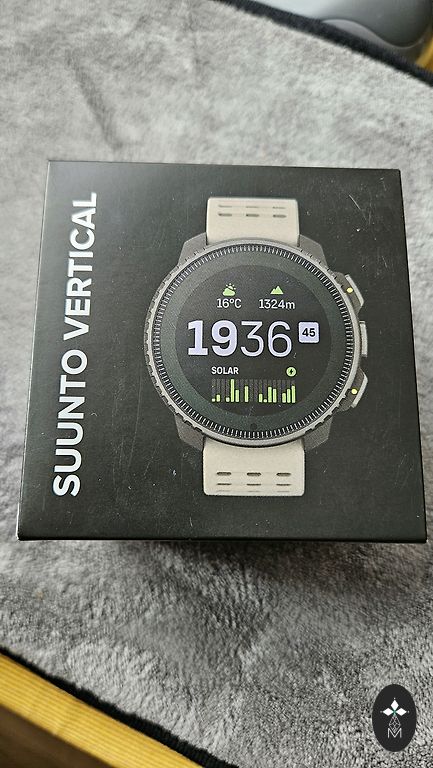 SUUNTO VERTICAL
16°C 1324m
1936 45
SOLAR